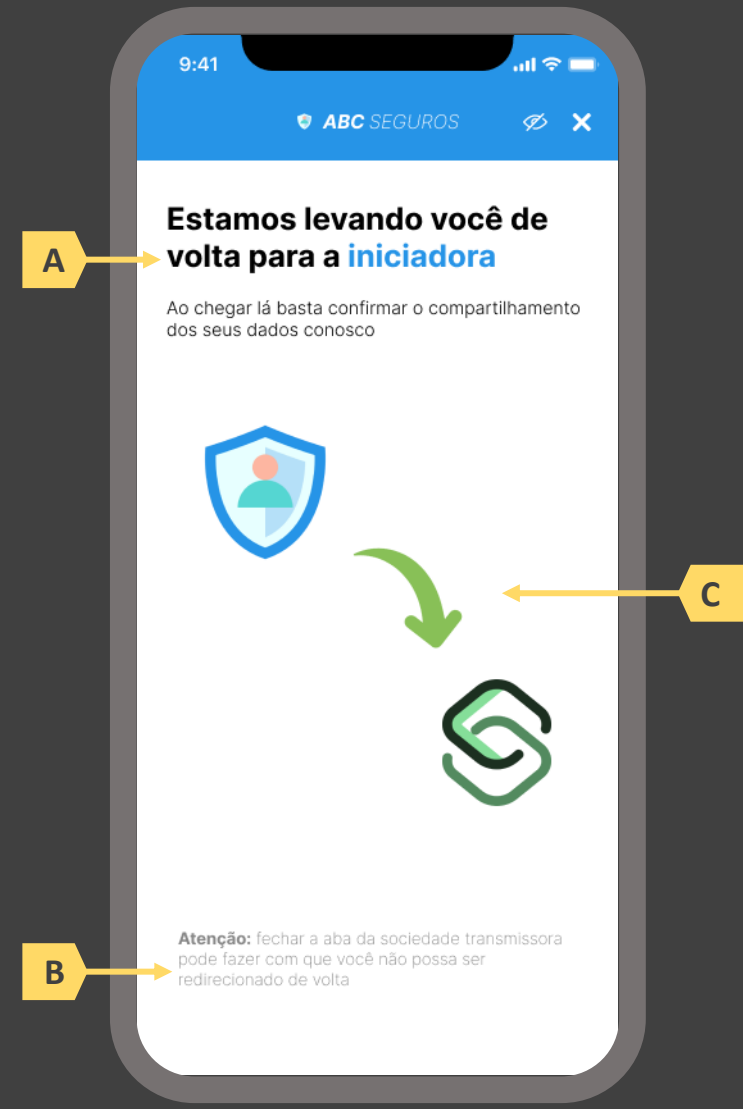 9:41
ABC SEGUROS
Estamos levando você de
volta para a iniciadora
A
Ao chegar lá basta confirmar o compartilhamento
dos seus dados conosco
C
Atenção: fechar a aba da sociedade transmissora
pode fazer com que você não possa ser
redirecionado de volta
B